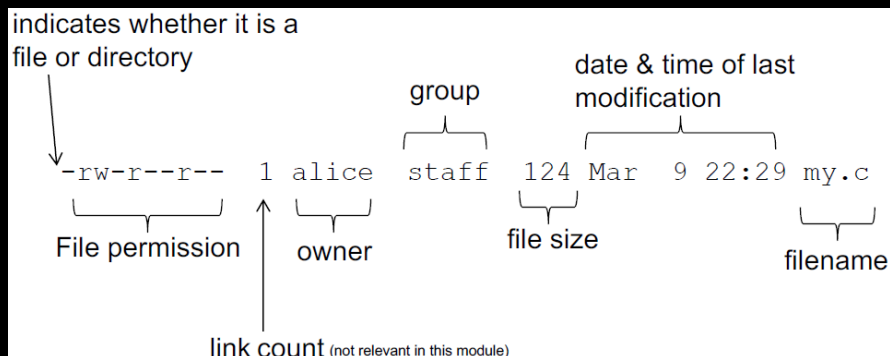 indicates whether it is a
file or directory
date & time of last
modification
group
-rw-r--r-- 1 alice staff 124 Mar 9 22:29 my.c
File permission
owner
file size
filename
link count (not relevant in this module)